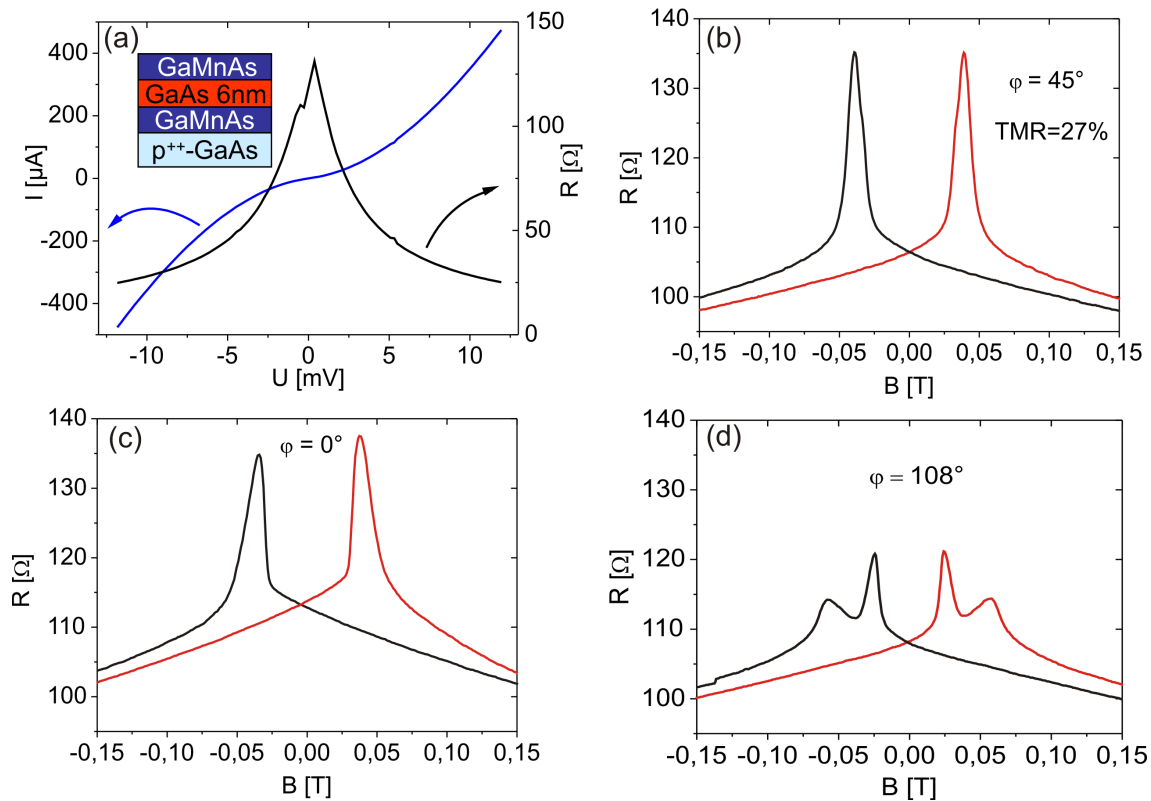 (a)
400
200
0
-200
-400
I [µA]
GaMnAs
GaAs 6nm
GaMnAs
p⁺⁺-GaAs
150
100
50
0
R [Ω]
-10
-5
0
5
10
U [mV]
(b)
140
135
130
125
120
115
110
105
100
R [Ω]
φ = 45°
TMR=27%
-0,15
-0,10
-0,05
0,00
0,05
0,10
0,15
B [T]
(c)
140
130
120
110
100
R [Ω]
φ = 0°
-0,15
-0,10
-0,05
0,00
0,05
0,10
0,15
B [T]
(d)
140
130
120
110
100
R [Ω]
φ = 108°
-0,15
-0,10
-0,05
0,00
0,05
0,10
0,15
B [T]